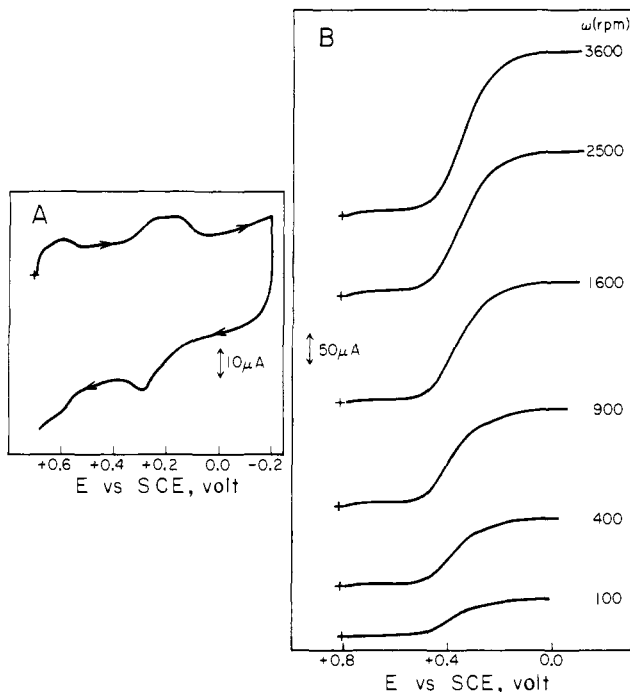 A
10μA
+0.6 +0.4 +0.2 0.0 -0.2
E vs SCE, volt
B
ω(rpm)
3600
2500
1600
50μA
900
400
100
+0.8 +0.4 0.0
E vs SCE, volt